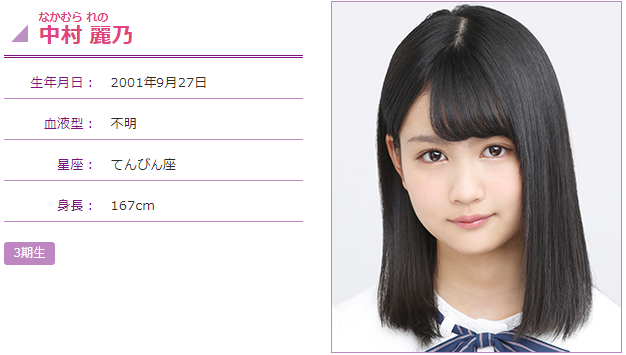 なかむら れの
中村 麗乃
生年月日： 2001年9月27日
血液型： 不明
星座： てんびん座
身長： 167cm
3期生